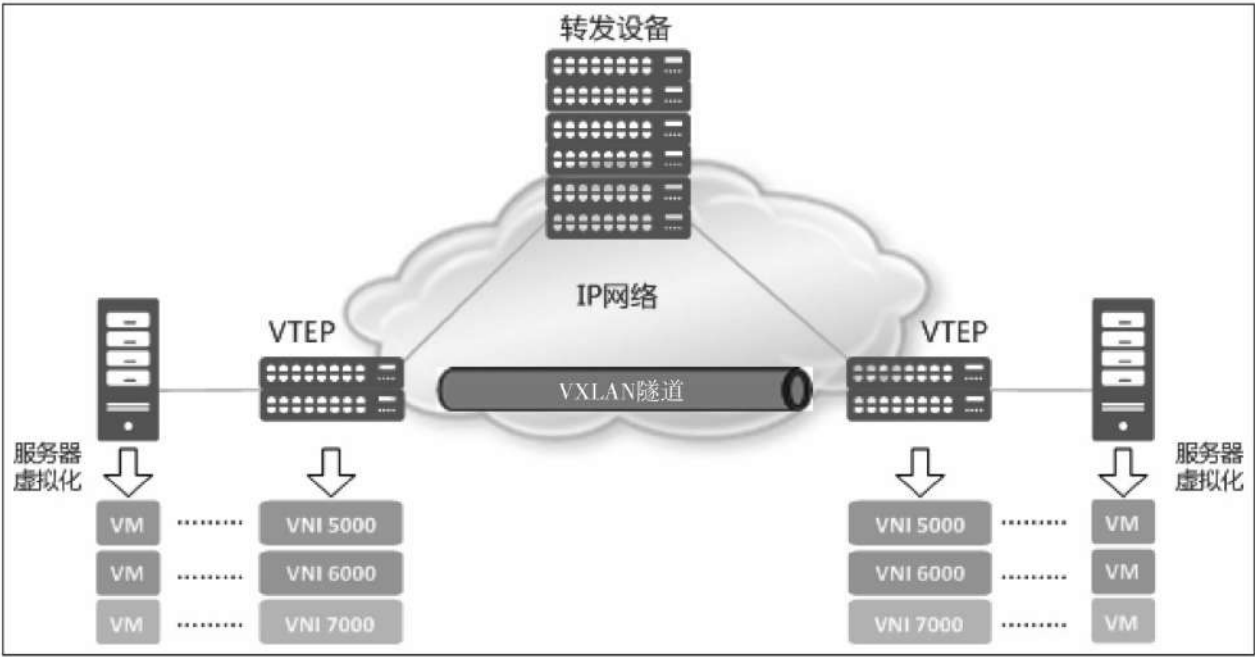 转发设备
IP网络
VTEP
VTEP
VXLAN隧道
服务器
虚拟化
服务器
虚拟化
VM ········· VNI 5000
VNI 5000 ········· VM
VM ········· VNI 6000
VNI 6000 ········· VM
VM ········· VNI 7000
VNI 7000 ········· VM